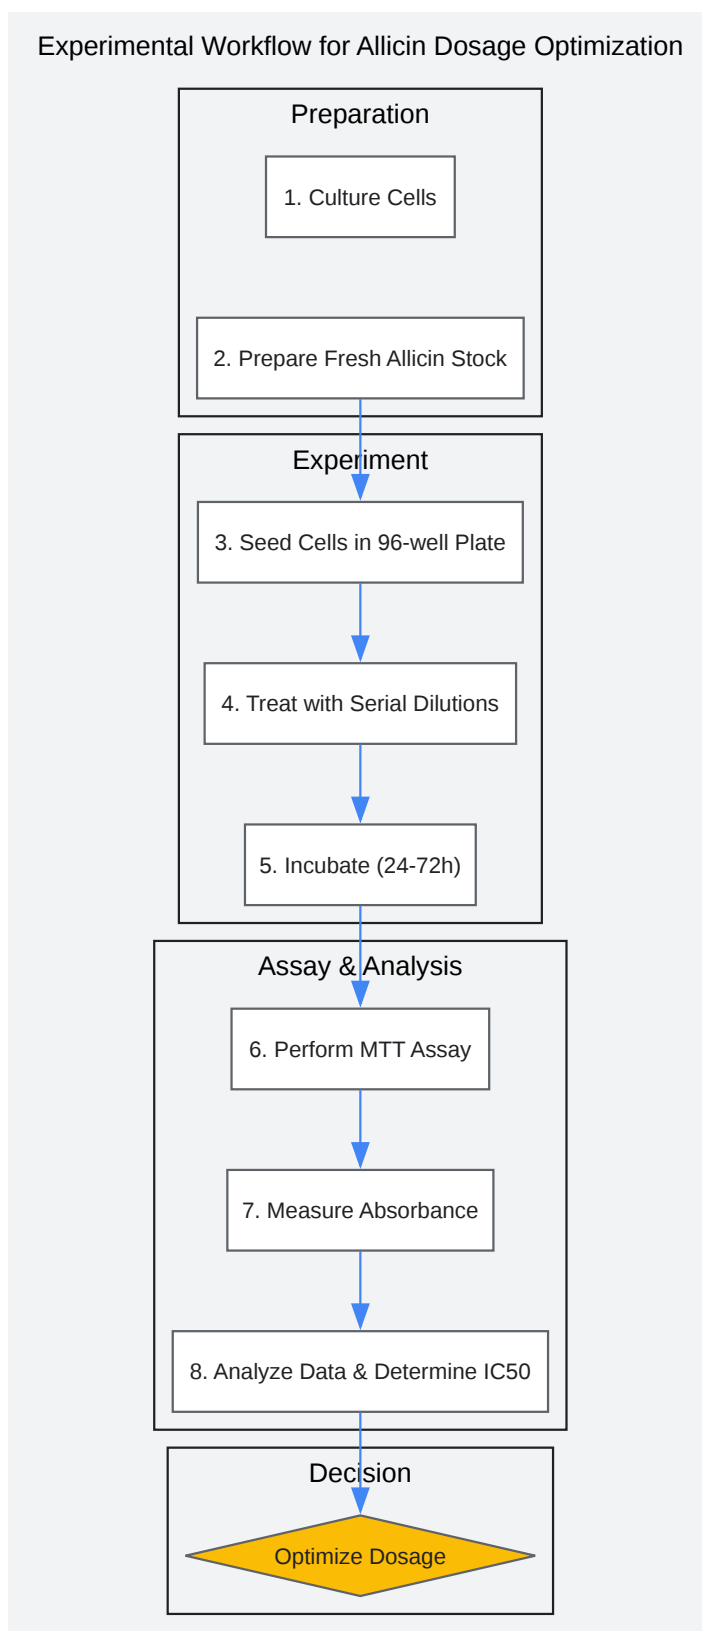 Experimental Workflow for Allicin Dosage Optimization
Preparation
1. Culture Cells
2. Prepare Fresh Allicin Stock
Experiment
3. Seed Cells in 96-well Plate
4. Treat with Serial Dilutions
5. Incubate (24-72h)
Assay & Analysis
6. Perform MTT Assay
7. Measure Absorbance
8. Analyze Data & Determine IC50
Decision
Optimize Dosage